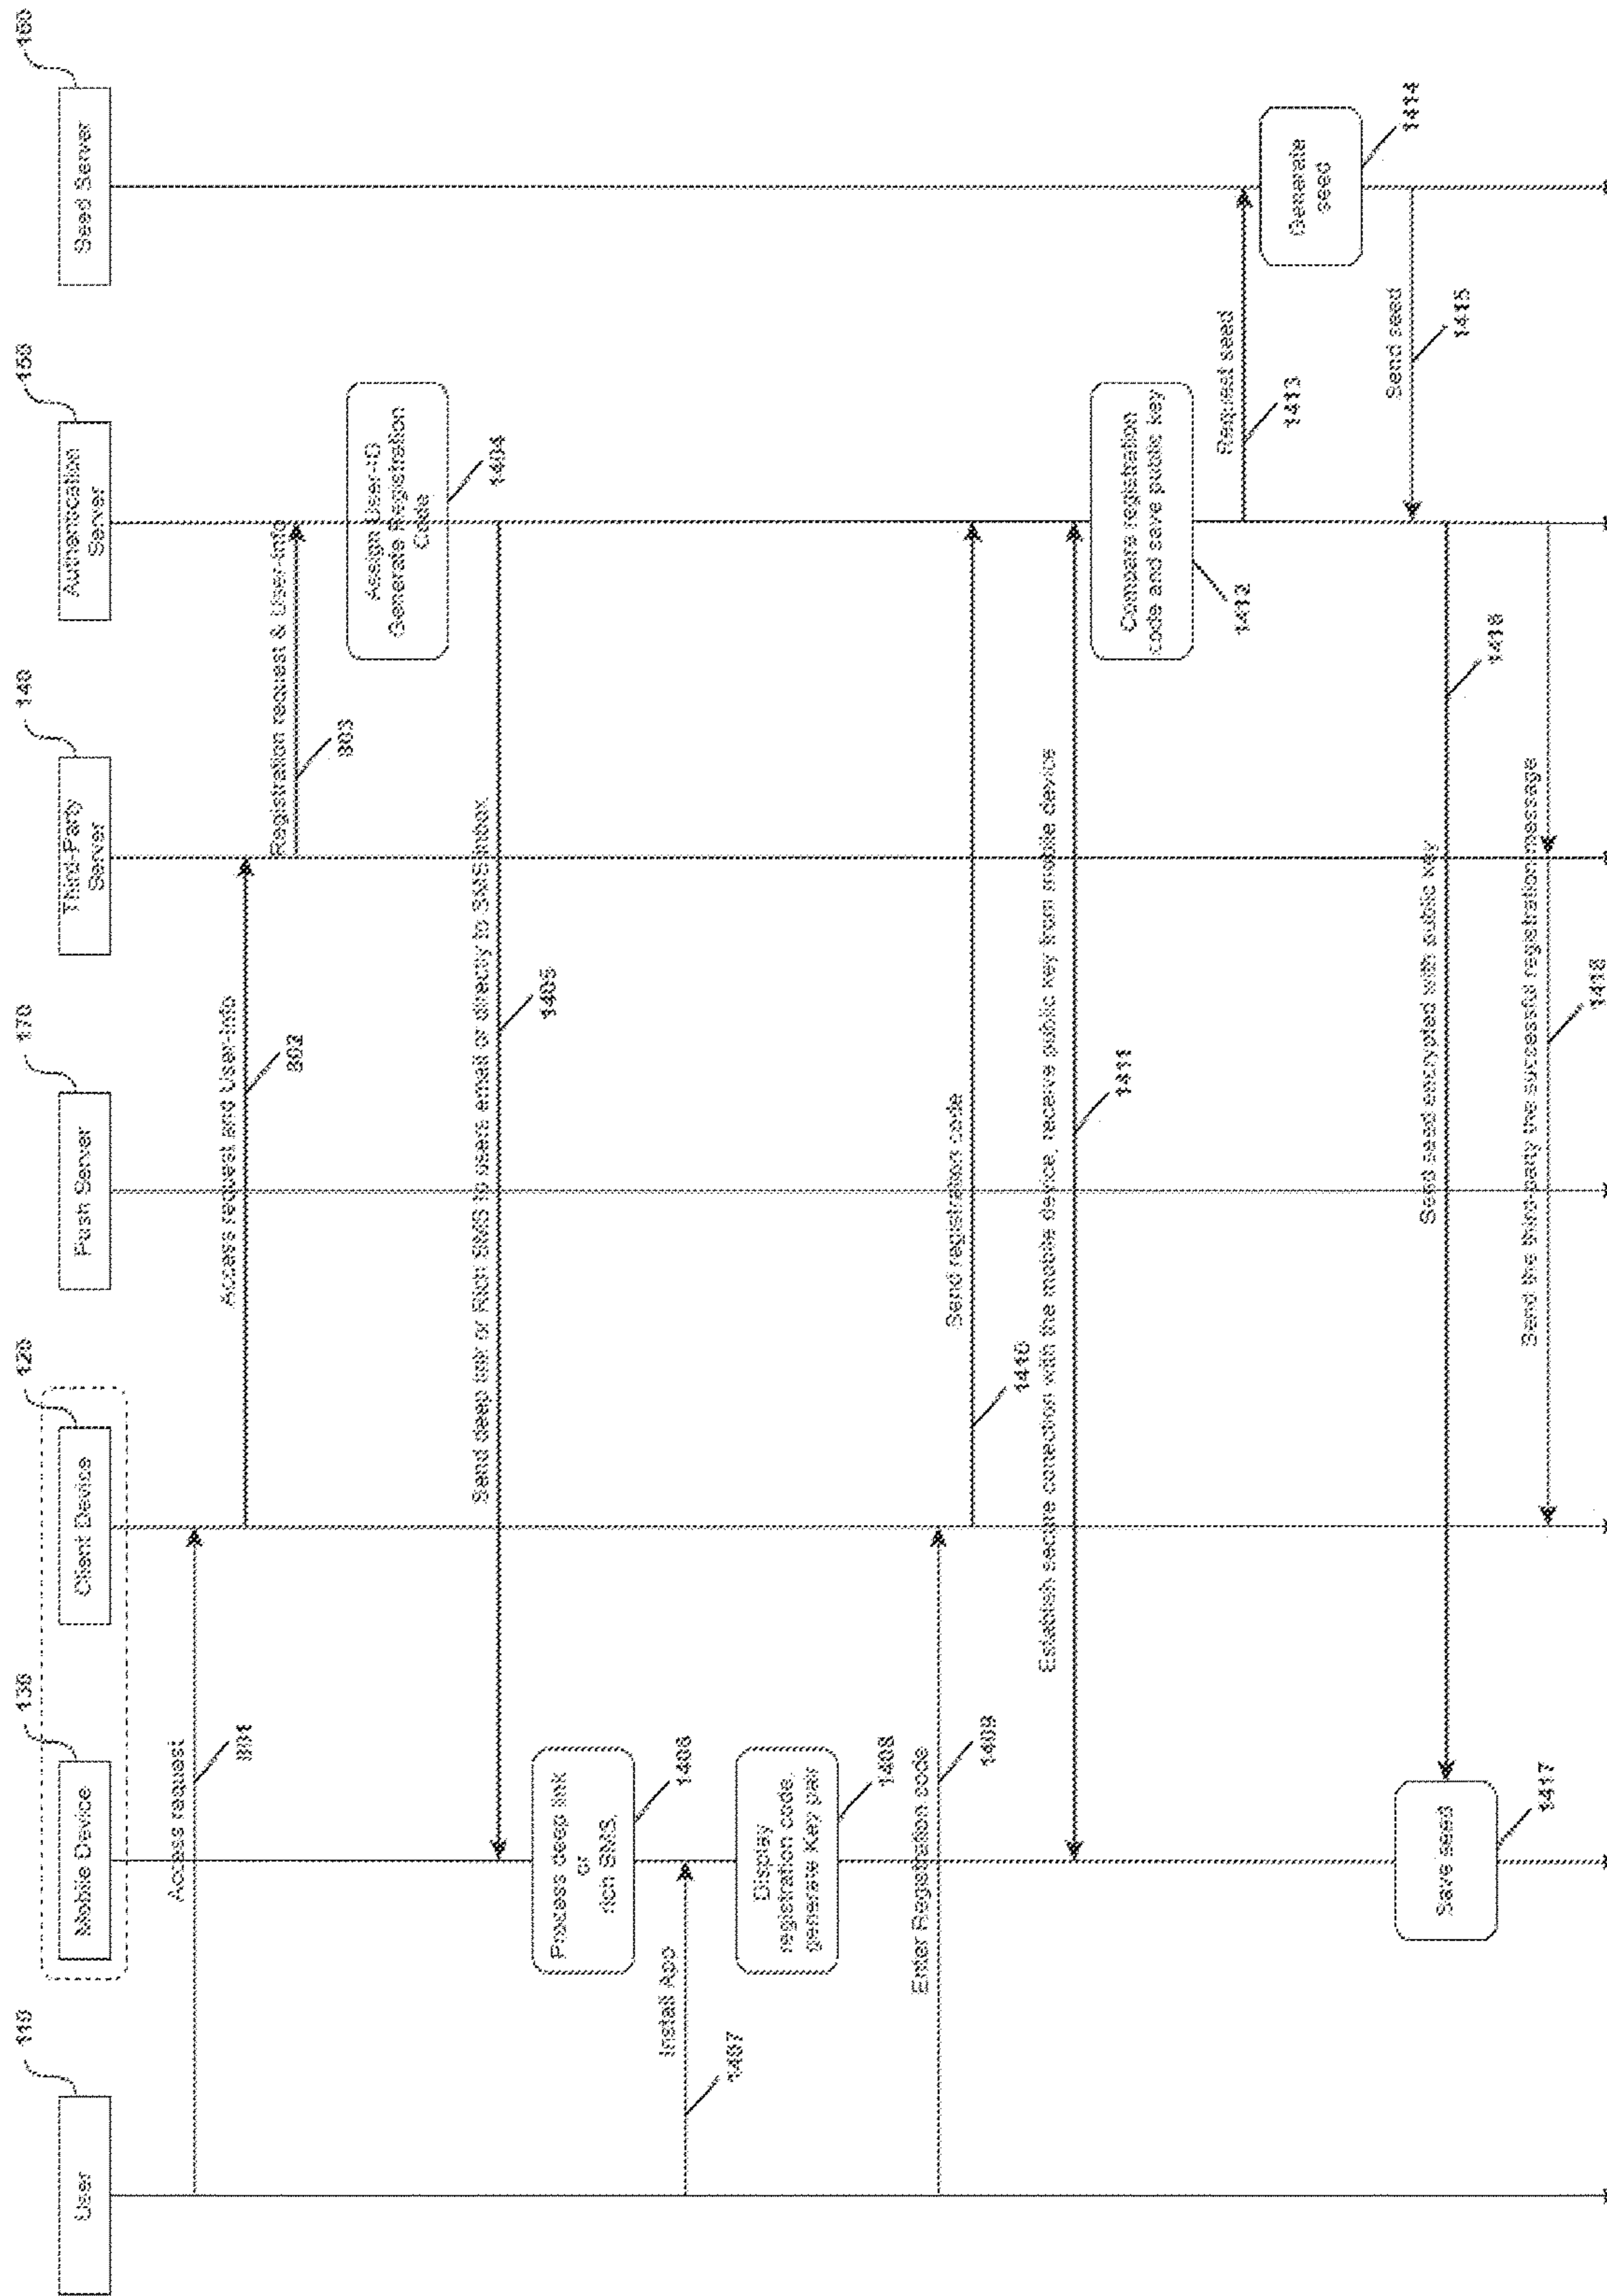 User
110
Mobile Device
130
Client Device
120
Push Server
170
Third-Party
Server
140
Authentication
Server
150
Seed Server
160
Access request
801
Access request and User-info
802
Registration request & User-info
803
Assign User-ID
Generate Registration
Code
1404
Send deep link or Rich SMS to users email or directly to SMS inbox.
1405
Process deep link
or
rich SMS,
1406
Install App
1407
Display
registration code,
generate Key pair
1408
Enter Registration code
1409
Send registration code
1410
Establish secure conection with the mobile device, receive public key from mobile device
1411
Compare registration
code and save public key
1412
Request seed
1413
Generate
seed
1414
Send seed
1415
Send seed encrypted with public key
1416
Save seed
1417
Send the third-party the successful registration message
1418